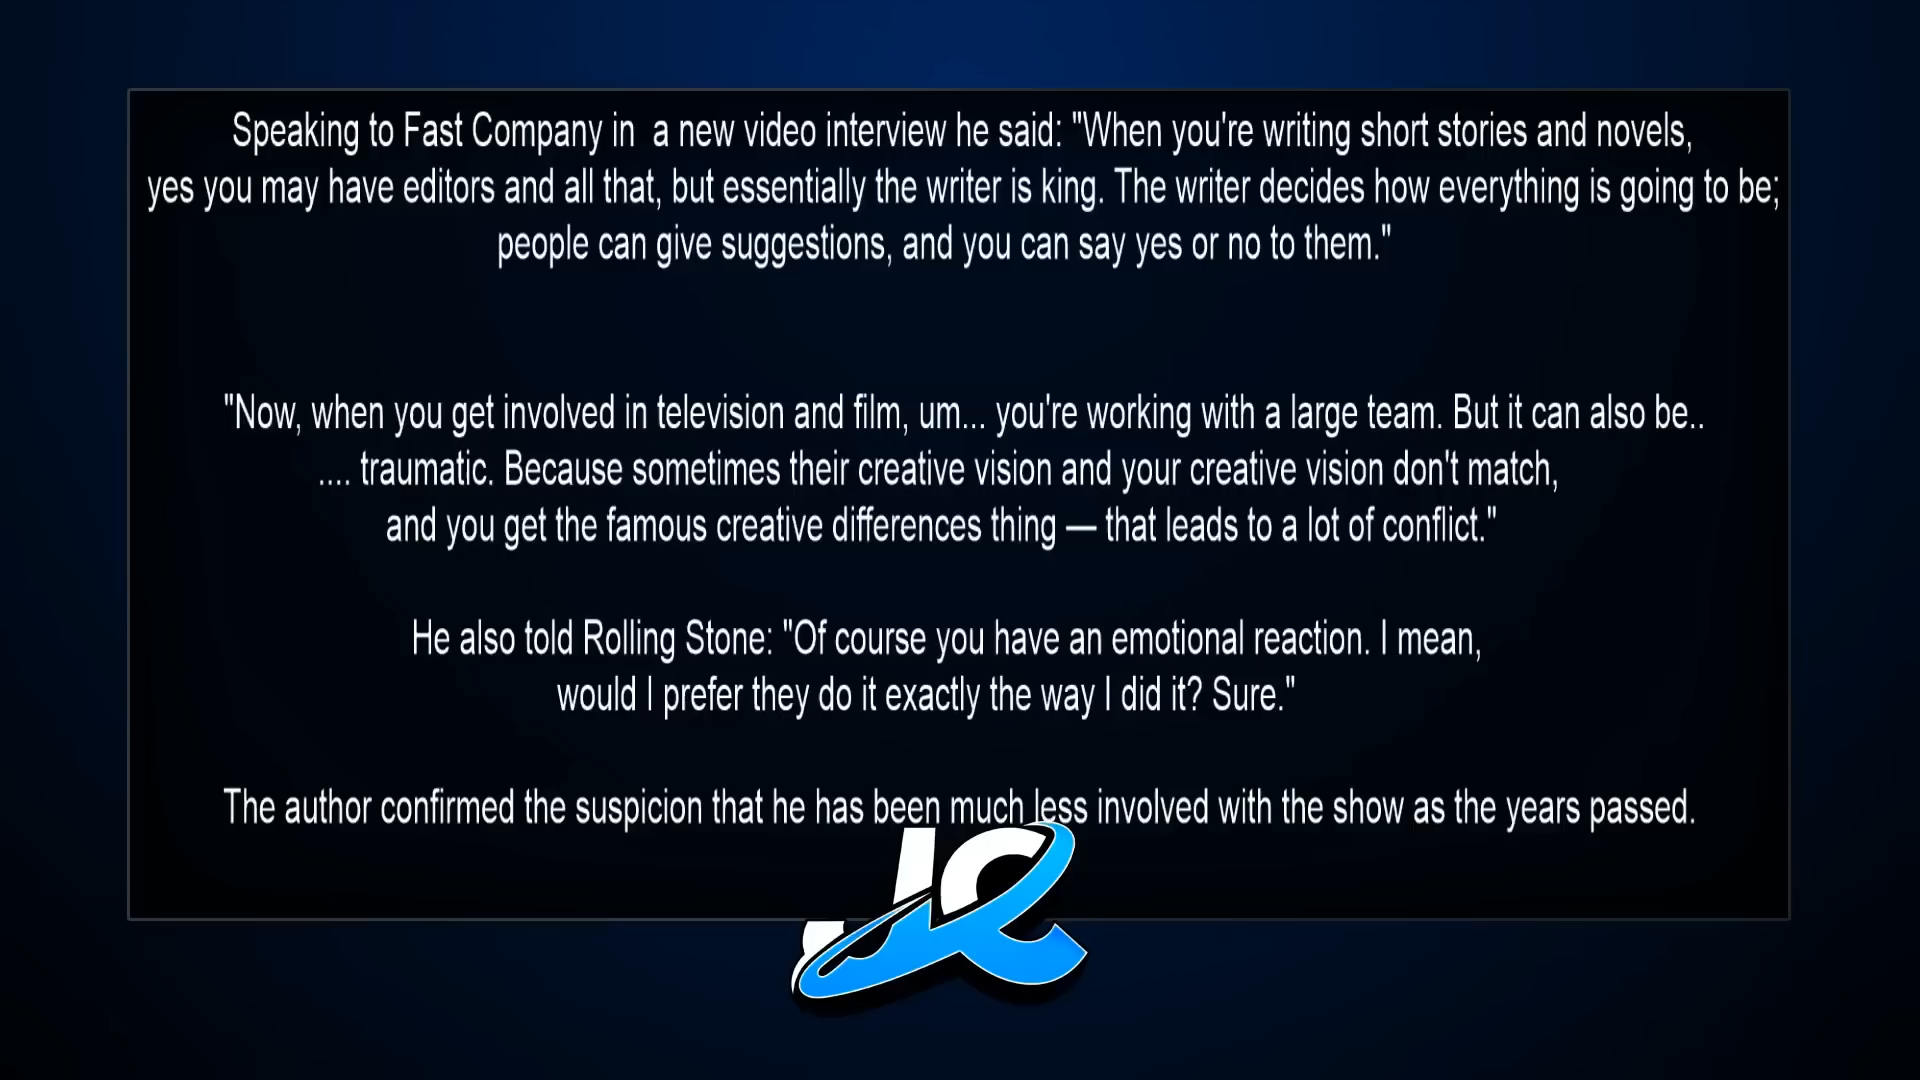 Speaking to Fast Company in  a new video interview he said: "When you're writing short stories and novels,
yes you may have editors and all that, but essentially the writer is king. The writer decides how everything is going to be;
people can give suggestions, and you can say yes or no to them."
"Now, when you get involved in television and film, um... you're working with a large team. But it can also be..
.... traumatic. Because sometimes their creative vision and your creative vision don't match,
and you get the famous creative differences thing — that leads to a lot of conflict."
He also told Rolling Stone: "Of course you have an emotional reaction. I mean,
would I prefer they do it exactly the way I did it? Sure."
The author confirmed the suspicion that he has been much less involved with the show as the years passed.
JC